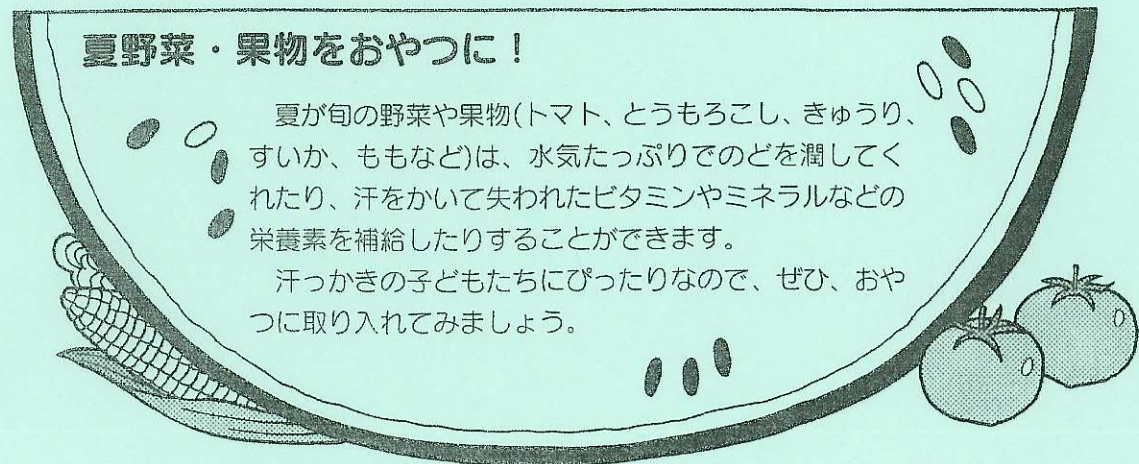 夏野菜・果物をおやつに！
　夏が旬の野菜や果物(トマト、とうもろこし、きゅうり、
すいか、ももなど)は、水気たっぷりでのどを潤してく
れたり、汗をかいて失われたビタミンやミネラルなどの
栄養素を補給したりすることができます。
　汗っかきの子どもたちにぴったりなので、ぜひ、おや
つに取り入れてみましょう。